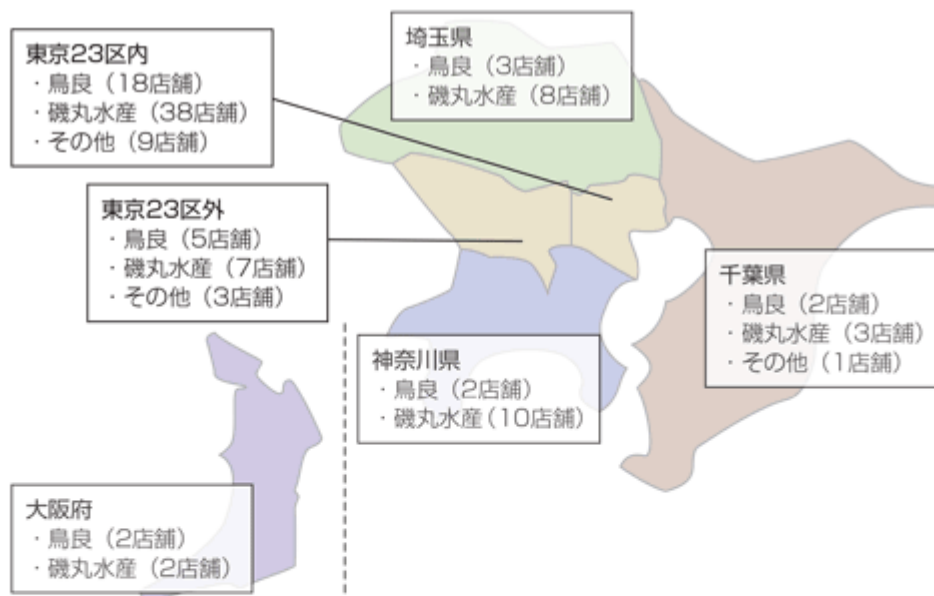 東京23区内
・鳥良（18店舗）
・磯丸水産（38店舗）
・その他（9店舗）
埼玉県
・鳥良（3店舗）
・磯丸水産（8店舗）
東京23区外
・鳥良（5店舗）
・磯丸水産（7店舗）
・その他（3店舗）
千葉県
・鳥良（2店舗）
・磯丸水産（3店舗）
・その他（1店舗）
神奈川県
・鳥良（2店舗）
・磯丸水産（10店舗）
大阪府
・鳥良（2店舗）
・磯丸水産（2店舗）